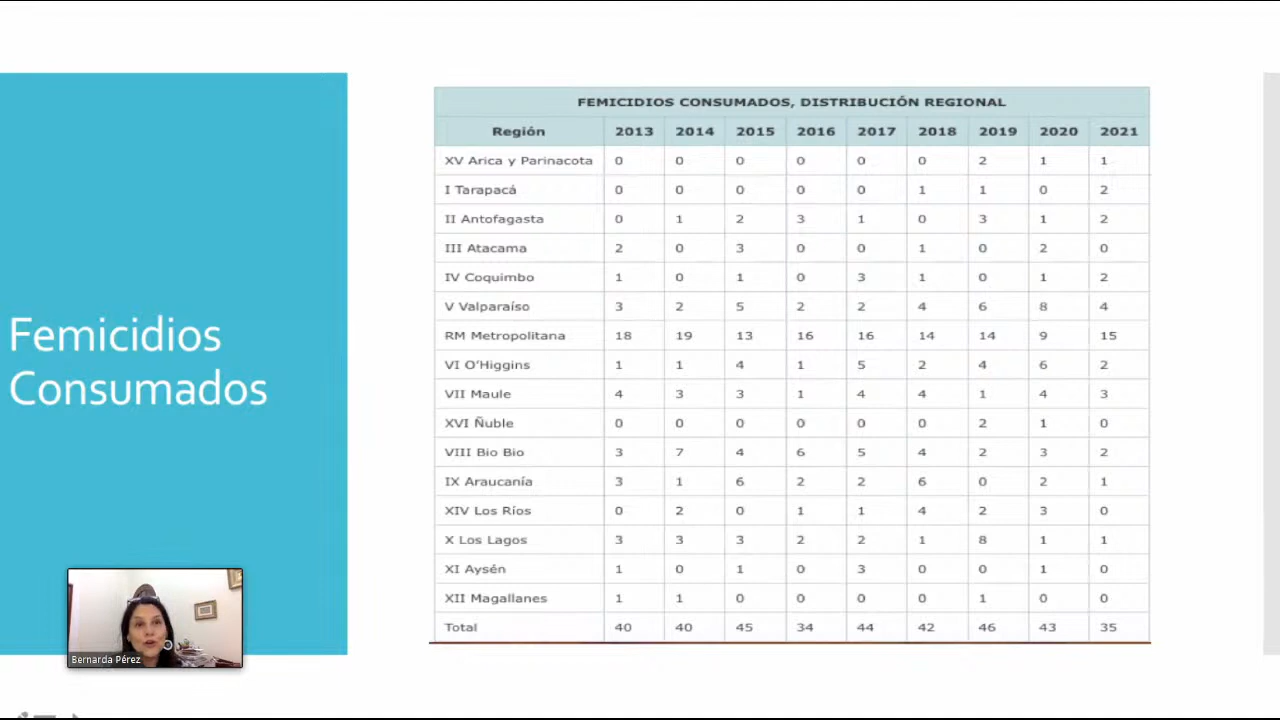 Femicidios
Consumados
FEMICIDIOS CONSUMADOS, DISTRIBUCIÓN REGIONAL
Región 2013 2014 2015 2016 2017 2018 2019 2020 2021
XV Arica y Parinacota 0 0 0 0 0 0 2 1 1
I Tarapacá 0 0 0 0 0 1 1 0 2
II Antofagasta 0 1 2 3 1 0 3 1 2
III Atacama 2 0 3 0 0 1 0 2 0
IV Coquimbo 1 0 1 0 3 1 0 1 2
V Valparaíso 3 2 5 2 2 4 6 8 4
RM Metropolitana 18 19 13 16 16 14 14 9 15
VI O'Higgins 1 1 4 1 5 2 4 6 2
VII Maule 4 3 3 1 4 4 1 4 3
XVI Ñuble 0 0 0 0 0 0 2 1 0
VIII Bio Bio 3 7 4 6 5 4 2 3 2
IX Araucanía 3 1 6 2 2 6 0 2 1
XIV Los Ríos 0 2 0 1 1 4 2 3 0
X Los Lagos 3 3 3 2 2 1 8 1 1
XI Aysén 1 0 1 0 3 0 0 1 0
XII Magallanes 1 1 0 0 0 0 1 0 0
Total 40 40 45 34 44 42 46 43 35
Bernarda Pérez